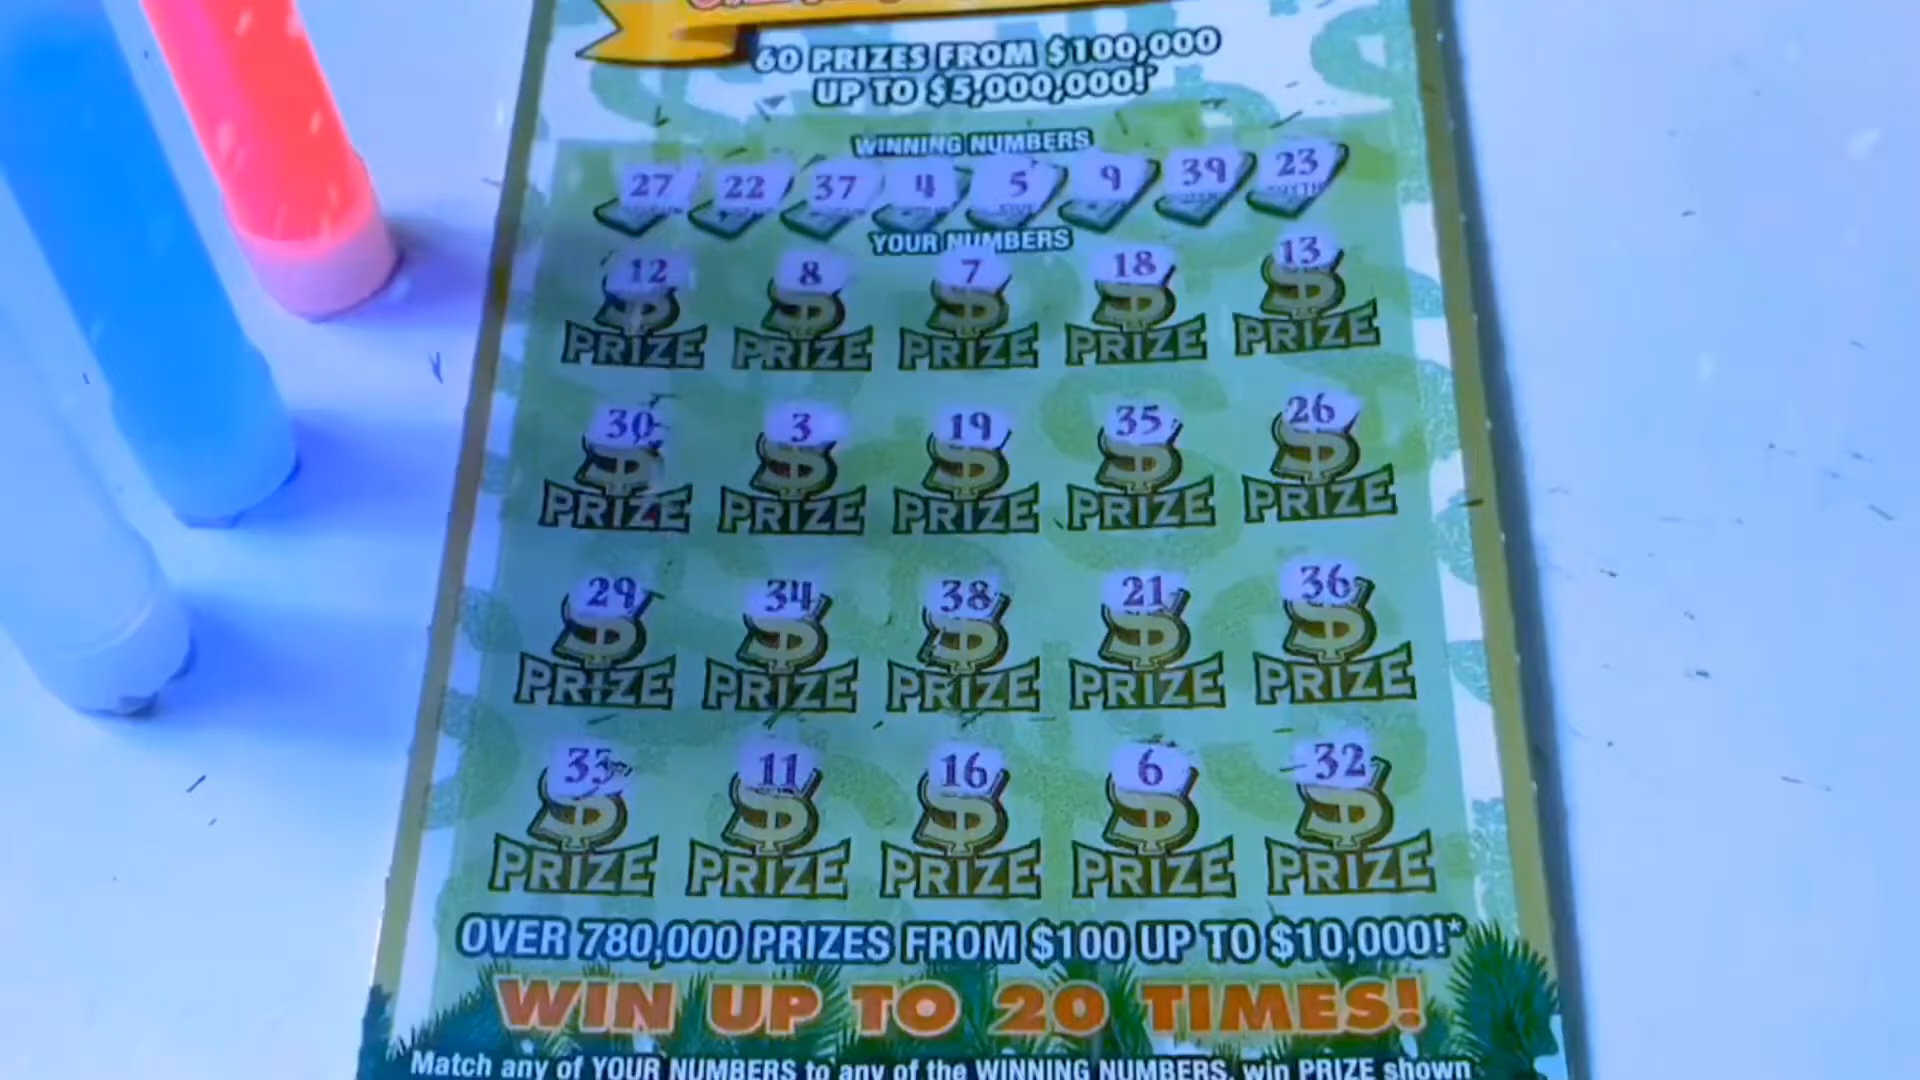 60 PRIZES FROM $100,000
UP TO $5,000,000!*
WINNING NUMBERS
27 22 37 4 5 9 39 23
YOUR NUMBERS
12 8 7 18 13
$ $ $ $ $
PRIZE PRIZE PRIZE PRIZE PRIZE
30 3 19 35 26
$ $ $ $ $
PRIZE PRIZE PRIZE PRIZE PRIZE
29 34 38 21 36
$ $ $ $ $
PRIZE PRIZE PRIZE PRIZE PRIZE
33 11 16 6 32
$ $ $ $ $
PRIZE PRIZE PRIZE PRIZE PRIZE
OVER 780,000 PRIZES FROM $100 UP TO $10,000!*
WIN UP TO 20 TIMES!
Match any of YOUR NUMBERS to any of the WINNING NUMBERS, win PRIZE shown